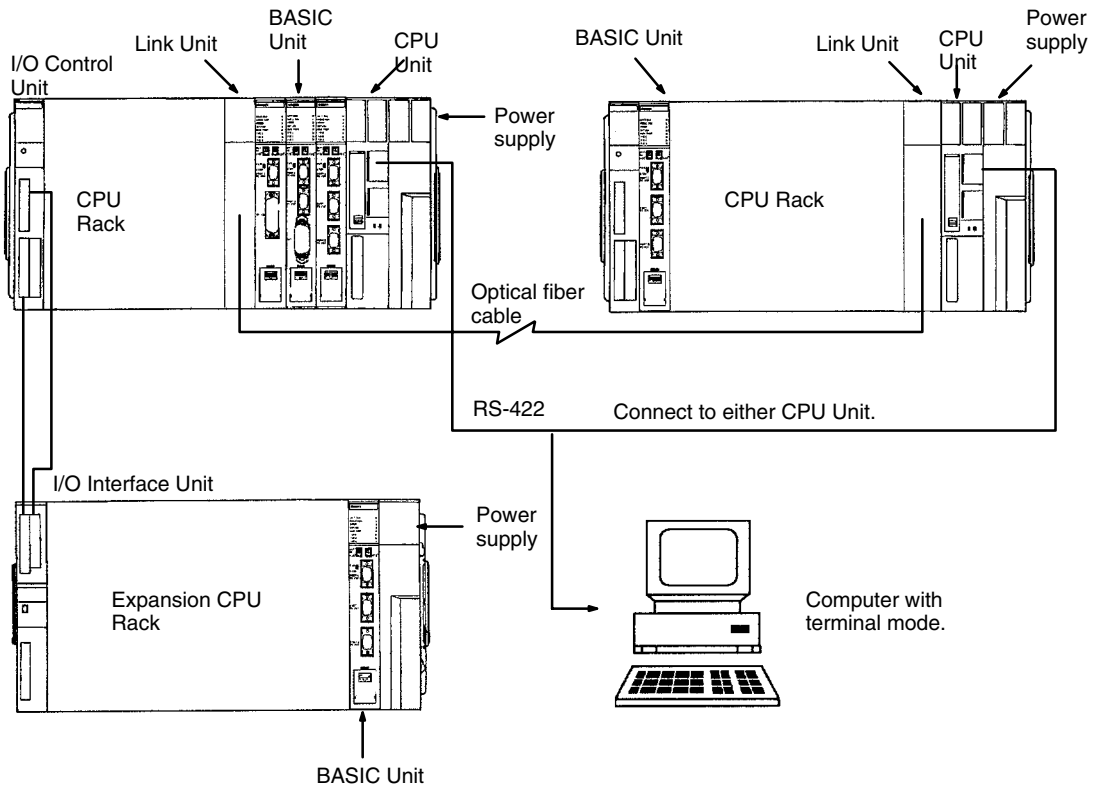 BASIC
Unit
Link Unit
CPU
Unit
I/O Control
Unit
Power
supply
CPU
Rack
BASIC Unit
Link Unit
CPU
Unit
Power
supply
CPU Rack
Optical fiber
cable
RS-422
Connect to either CPU Unit.
I/O Interface Unit
Power
supply
Expansion CPU
Rack
BASIC Unit
Computer with
terminal mode.